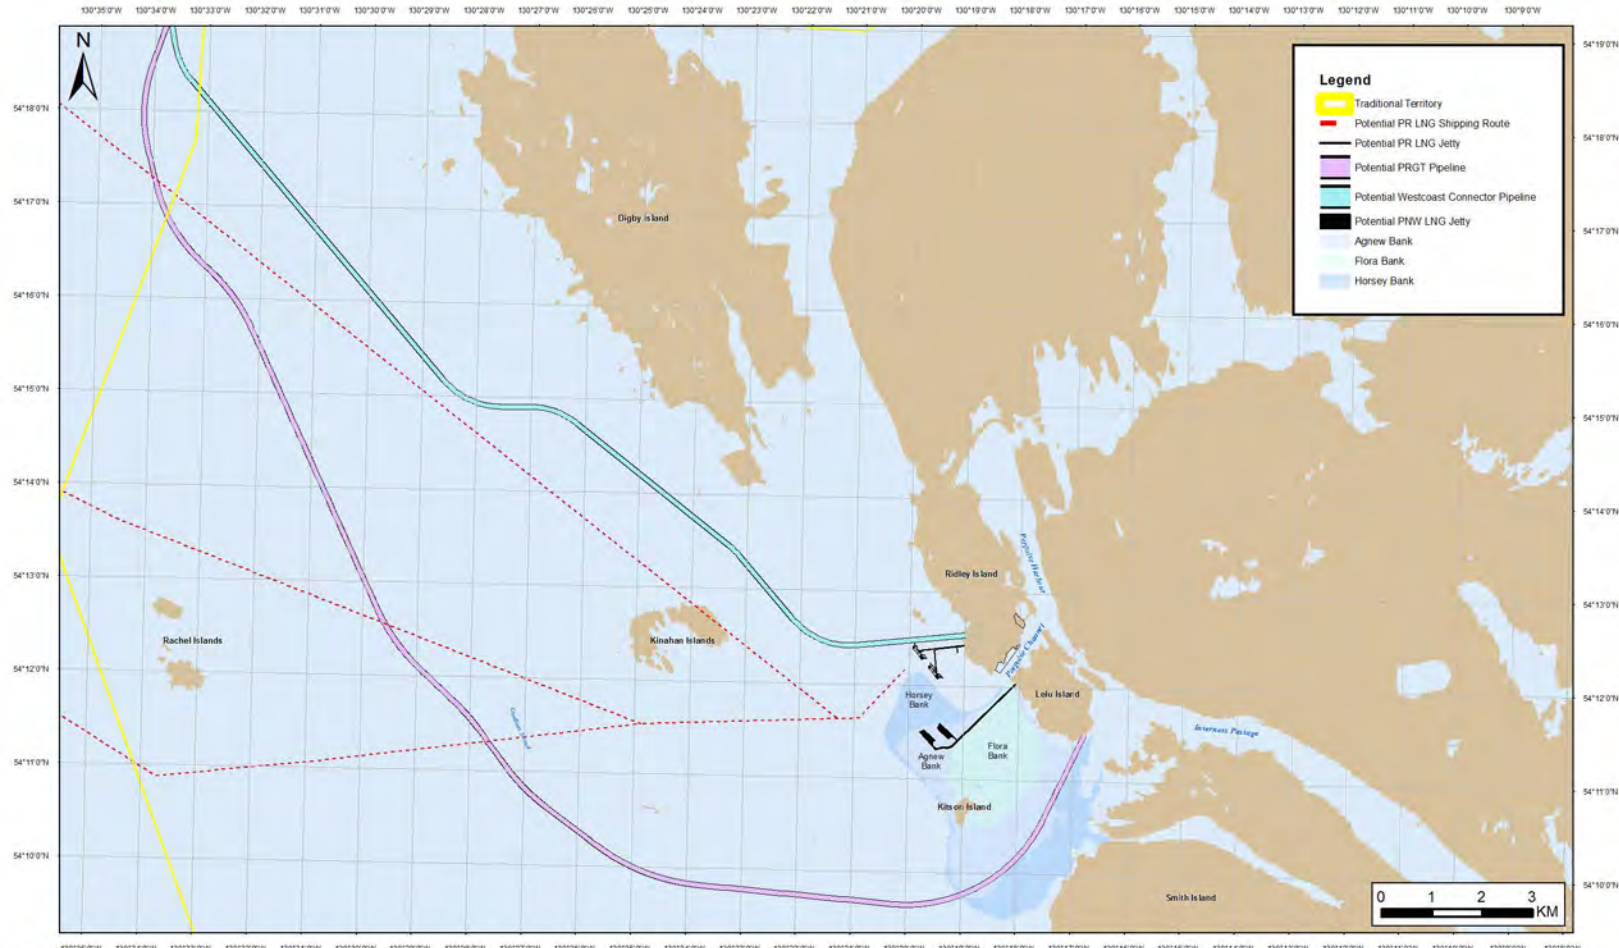 130°35'0"W 130°34'0"W 130°33'0"W 130°32'0"W 130°31'0"W 130°30'0"W 130°29'0"W 130°28'0"W 130°27'0"W 130°26'0"W 130°25'0"W 130°24'0"W 130°23'0"W 130°22'0"W 130°21'0"W 130°20'0"W 130°19'0"W 130°18'0"W 130°17'0"W 130°16'0"W 130°15'0"W 130°14'0"W 130°13'0"W 130°12'0"W 130°11'0"W 130°10'0"W 130°9'0"W
N
54°19'0"N
Legend
Traditional Territory
Potential PR LNG Shipping Route
Potential PR LNG Jetty
Potential PRGT Pipeline
Potential Westcoast Connector Pipeline
Potential PNW LNG Jetty
Agnew Bank
Flora Bank
Horsey Bank
54°18'0"N
54°18'0"N
54°17'0"N
Digby Island
54°17'0"N
54°16'0"N
54°16'0"N
54°15'0"N
54°15'0"N
54°14'0"N
54°14'0"N
54°13'0"N
Ridley Island
Porpoise Harbour
54°13'0"N
Rachel Islands
Kinahan Islands
Porpoise Channel
54°12'0"N
Lelu Island
54°12'0"N
Horsey
Bank
Inverness Passage
Flora
Bank
Agnew
Bank
54°11'0"N
54°11'0"N
Kitson Island
54°10'0"N
54°10'0"N
Smith Island
0 1 2 3
KM